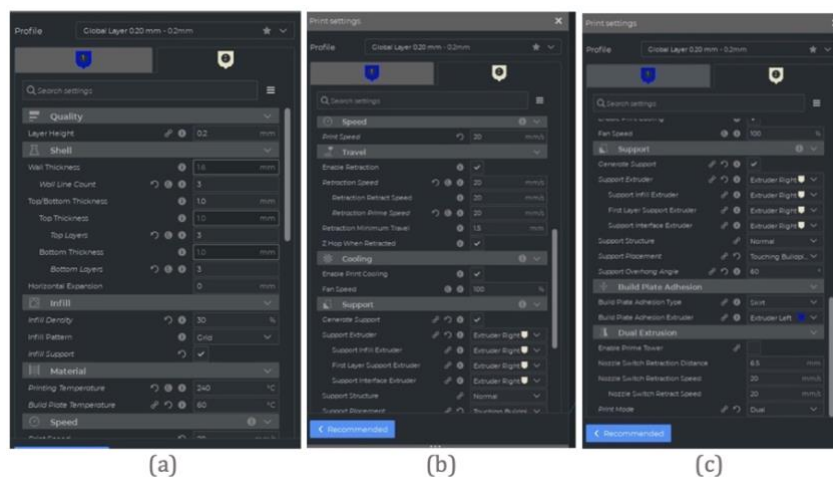 Profile Global Layer 0.20 mm - 0.2mm
Search settings
Quality
Layer Height 0.2 mm
Shell
Wall Thickness 1.6 mm
Wall Line Count 3
Top/Bottom Thickness 1.0 mm
Top Thickness 1.0 mm
Top Layers 3
Bottom Thickness 1.0 mm
Bottom Layers 3
Horizontal Expansion 0 mm
Infill
Infill Density 30 %
Infill Pattern Grid
Infill Support
Material
Printing Temperature 240 °C
Build Plate Temperature 60 °C
Speed
(a)
Print settings
Profile Global Layer 0.20 mm - 0.2mm
Search settings
Speed
Print Speed 20 mm/s
Travel
Enable Retraction
Retraction Speed 20 mm/s
Retraction Retract Speed 20 mm/s
Retraction Prime Speed 20 mm/s
Retraction Minimum Travel 1.5 mm
Z Hop When Retracted
Cooling
Enable Print Cooling
Fan Speed 100 %
Support
Generate Support
Support Extruder Extruder Right
Support Infill Extruder Extruder Right
First Layer Support Extruder Extruder Right
Support Interface Extruder Extruder Right
Support Structure Normal
Support Placement Touching Buildpl...
Recommended
(b)
Print settings
Profile Global Layer 0.20 mm - 0.2mm
Search settings
Enable Print Cooling
Fan Speed 100 %
Support
Generate Support
Support Extruder Extruder Right
Support Infill Extruder Extruder Right
First Layer Support Extruder Extruder Right
Support Interface Extruder Extruder Right
Support Structure Normal
Support Placement Touching Buildpl...
Support Overhang Angle 60 °
Build Plate Adhesion
Build Plate Adhesion Type Skirt
Build Plate Adhesion Extruder Extruder Left
Dual Extrusion
Enable Prime Tower
Nozzle Switch Retraction Distance 6.5 mm
Nozzle Switch Retraction Speed 20 mm/s
Nozzle Switch Retract Speed 20 mm/s
Print Mode Dual
Recommended
(c)